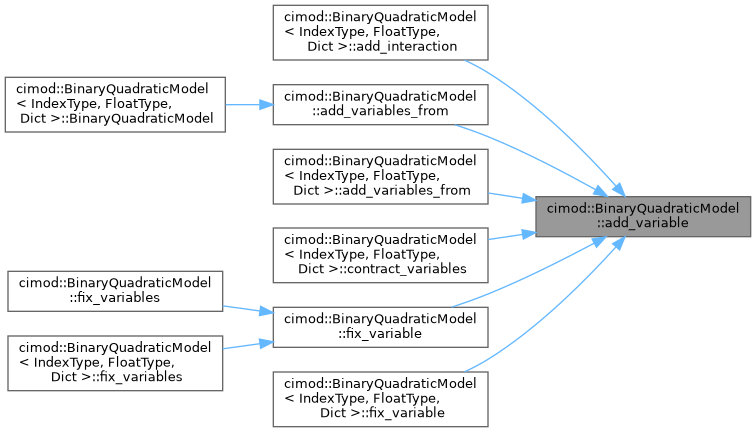 cimod::BinaryQuadraticModel
< IndexType, FloatType,
Dict >::add_interaction
cimod::BinaryQuadraticModel
< IndexType, FloatType,
Dict >::BinaryQuadraticModel
cimod::BinaryQuadraticModel
::add_variables_from
cimod::BinaryQuadraticModel
< IndexType, FloatType,
Dict >::add_variables_from
cimod::BinaryQuadraticModel
::add_variable
cimod::BinaryQuadraticModel
< IndexType, FloatType,
Dict >::contract_variables
cimod::BinaryQuadraticModel
::fix_variables
cimod::BinaryQuadraticModel
::fix_variable
cimod::BinaryQuadraticModel
< IndexType, FloatType,
Dict >::fix_variables
cimod::BinaryQuadraticModel
< IndexType, FloatType,
Dict >::fix_variable